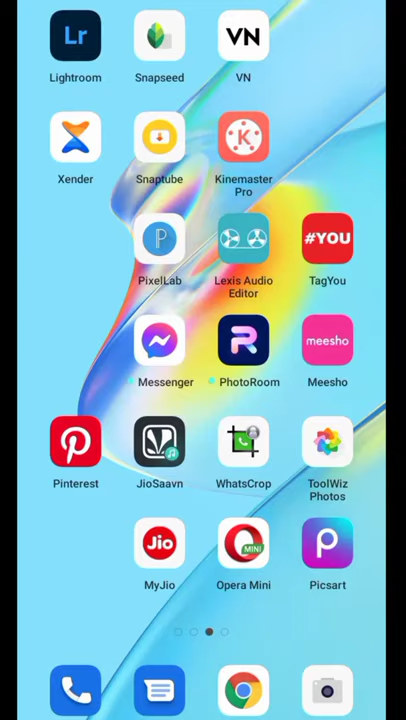 Lr
VN
Lightroom
Snapseed
VN
K
Xender
Snaptube
Kinemaster
Pro
P
#YOU
PixelLab
Lexis Audio
Editor
TagYou
R
meesho
Messenger
PhotoRoom
Meesho
Pinterest
JioSaavn
WhatsCrop
ToolWiz
Photos
Jio
MINI
MyJio
Opera Mini
Picsart